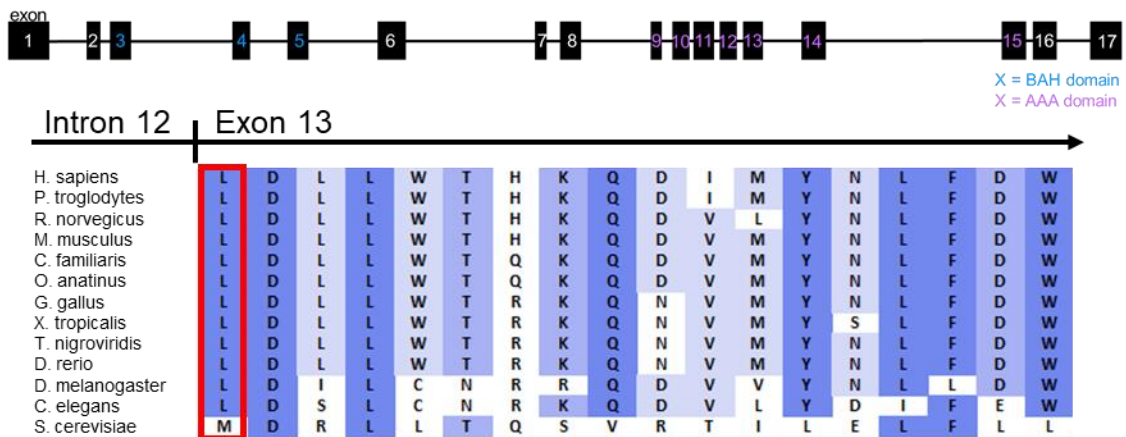 exon
1 2 3 4 5 6 7 8 9 10 11 12 13 14 15 16 17
X = BAH domain
X = AAA domain
Intron 12 Exon 13
H. sapiens L D L L W T H K Q D I M Y N L F D W
P. troglodytes L D L L W T H K Q D I M Y N L F D W
R. norvegicus L D L L W T H K Q D V L Y N L F D W
M. musculus L D L L W T H K Q D V M Y N L F D W
C. familiaris L D L L W T Q K Q D V M Y N L F D W
O. anatinus L D L L W T Q K Q D V M Y N L F D W
G. gallus L D L L W T R K Q N V M Y N L F D W
X. tropicalis L D L L W T R K Q N V M Y S L F D W
T. nigroviridis L D L L W T R K Q N V M Y N L F D W
D. rerio L D L L W T R K Q N V M Y N L F D W
D. melanogaster L D I L C N R R Q D V V Y N L L D W
C. elegans L D S L C N R K Q D V L Y D I F E W
S. cerevisiae M D R L L T Q S V R T I L E L F L L